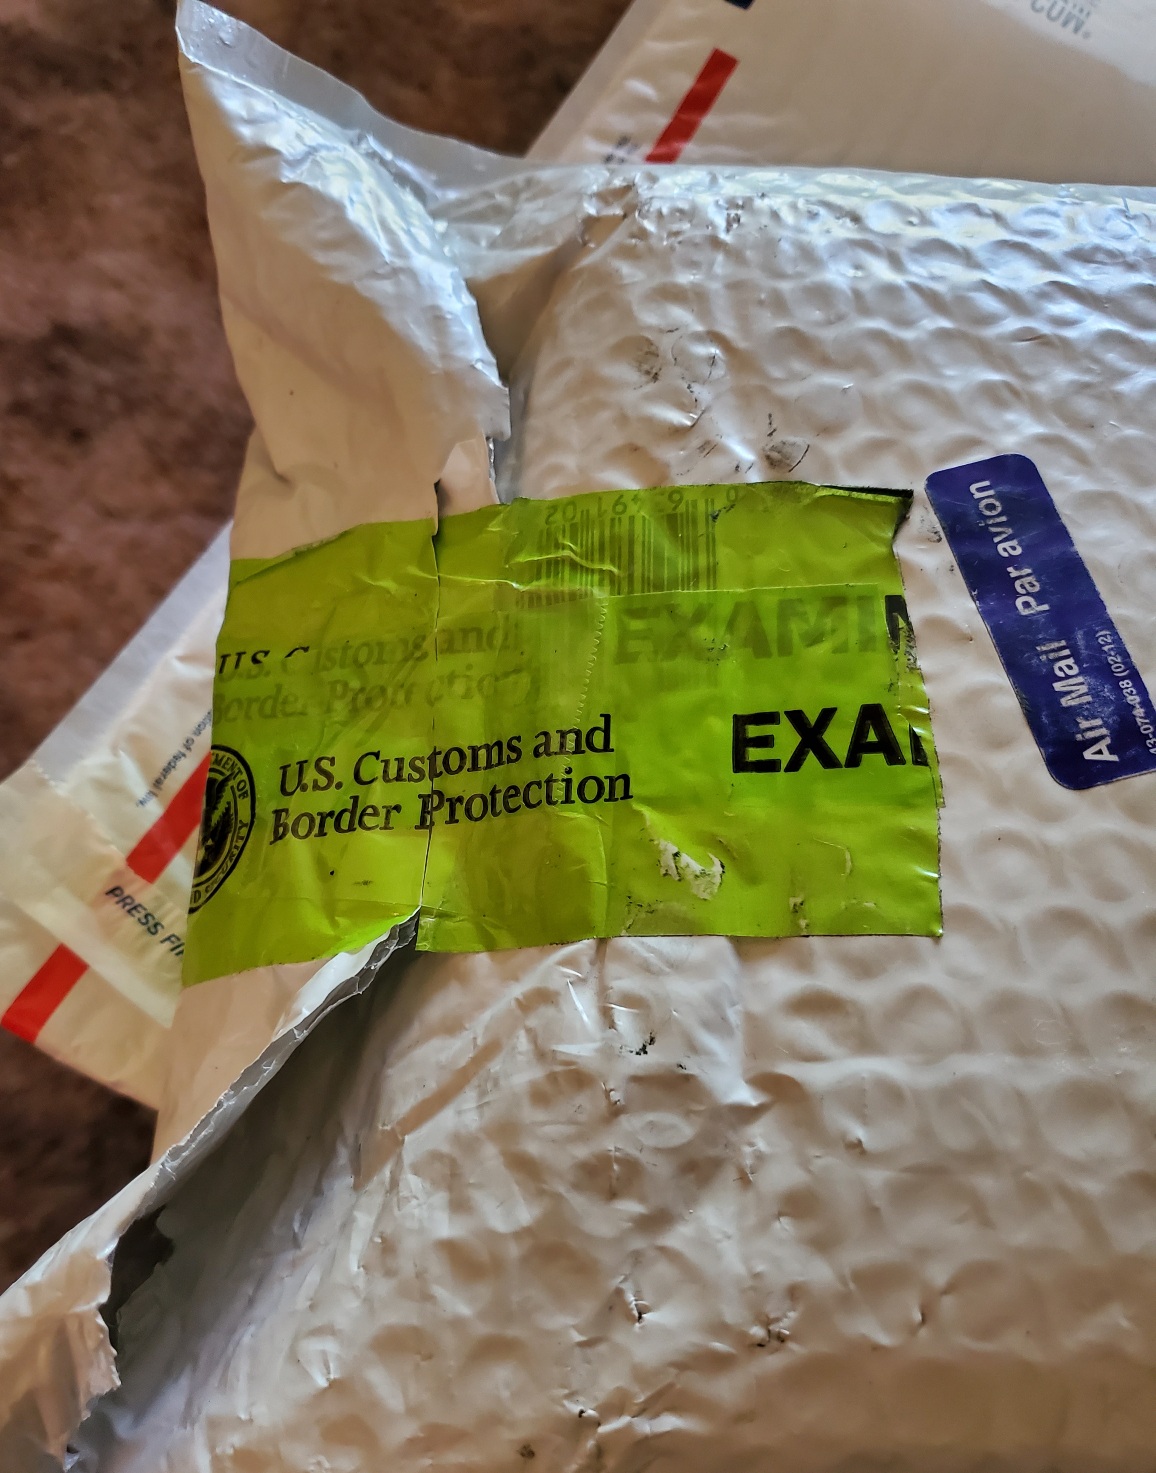 U.S. Customs and
Border Protection
EXAMIN
U.S. Customs and
Border Protection
EXA
Air Mail Par avion
PRESS FI